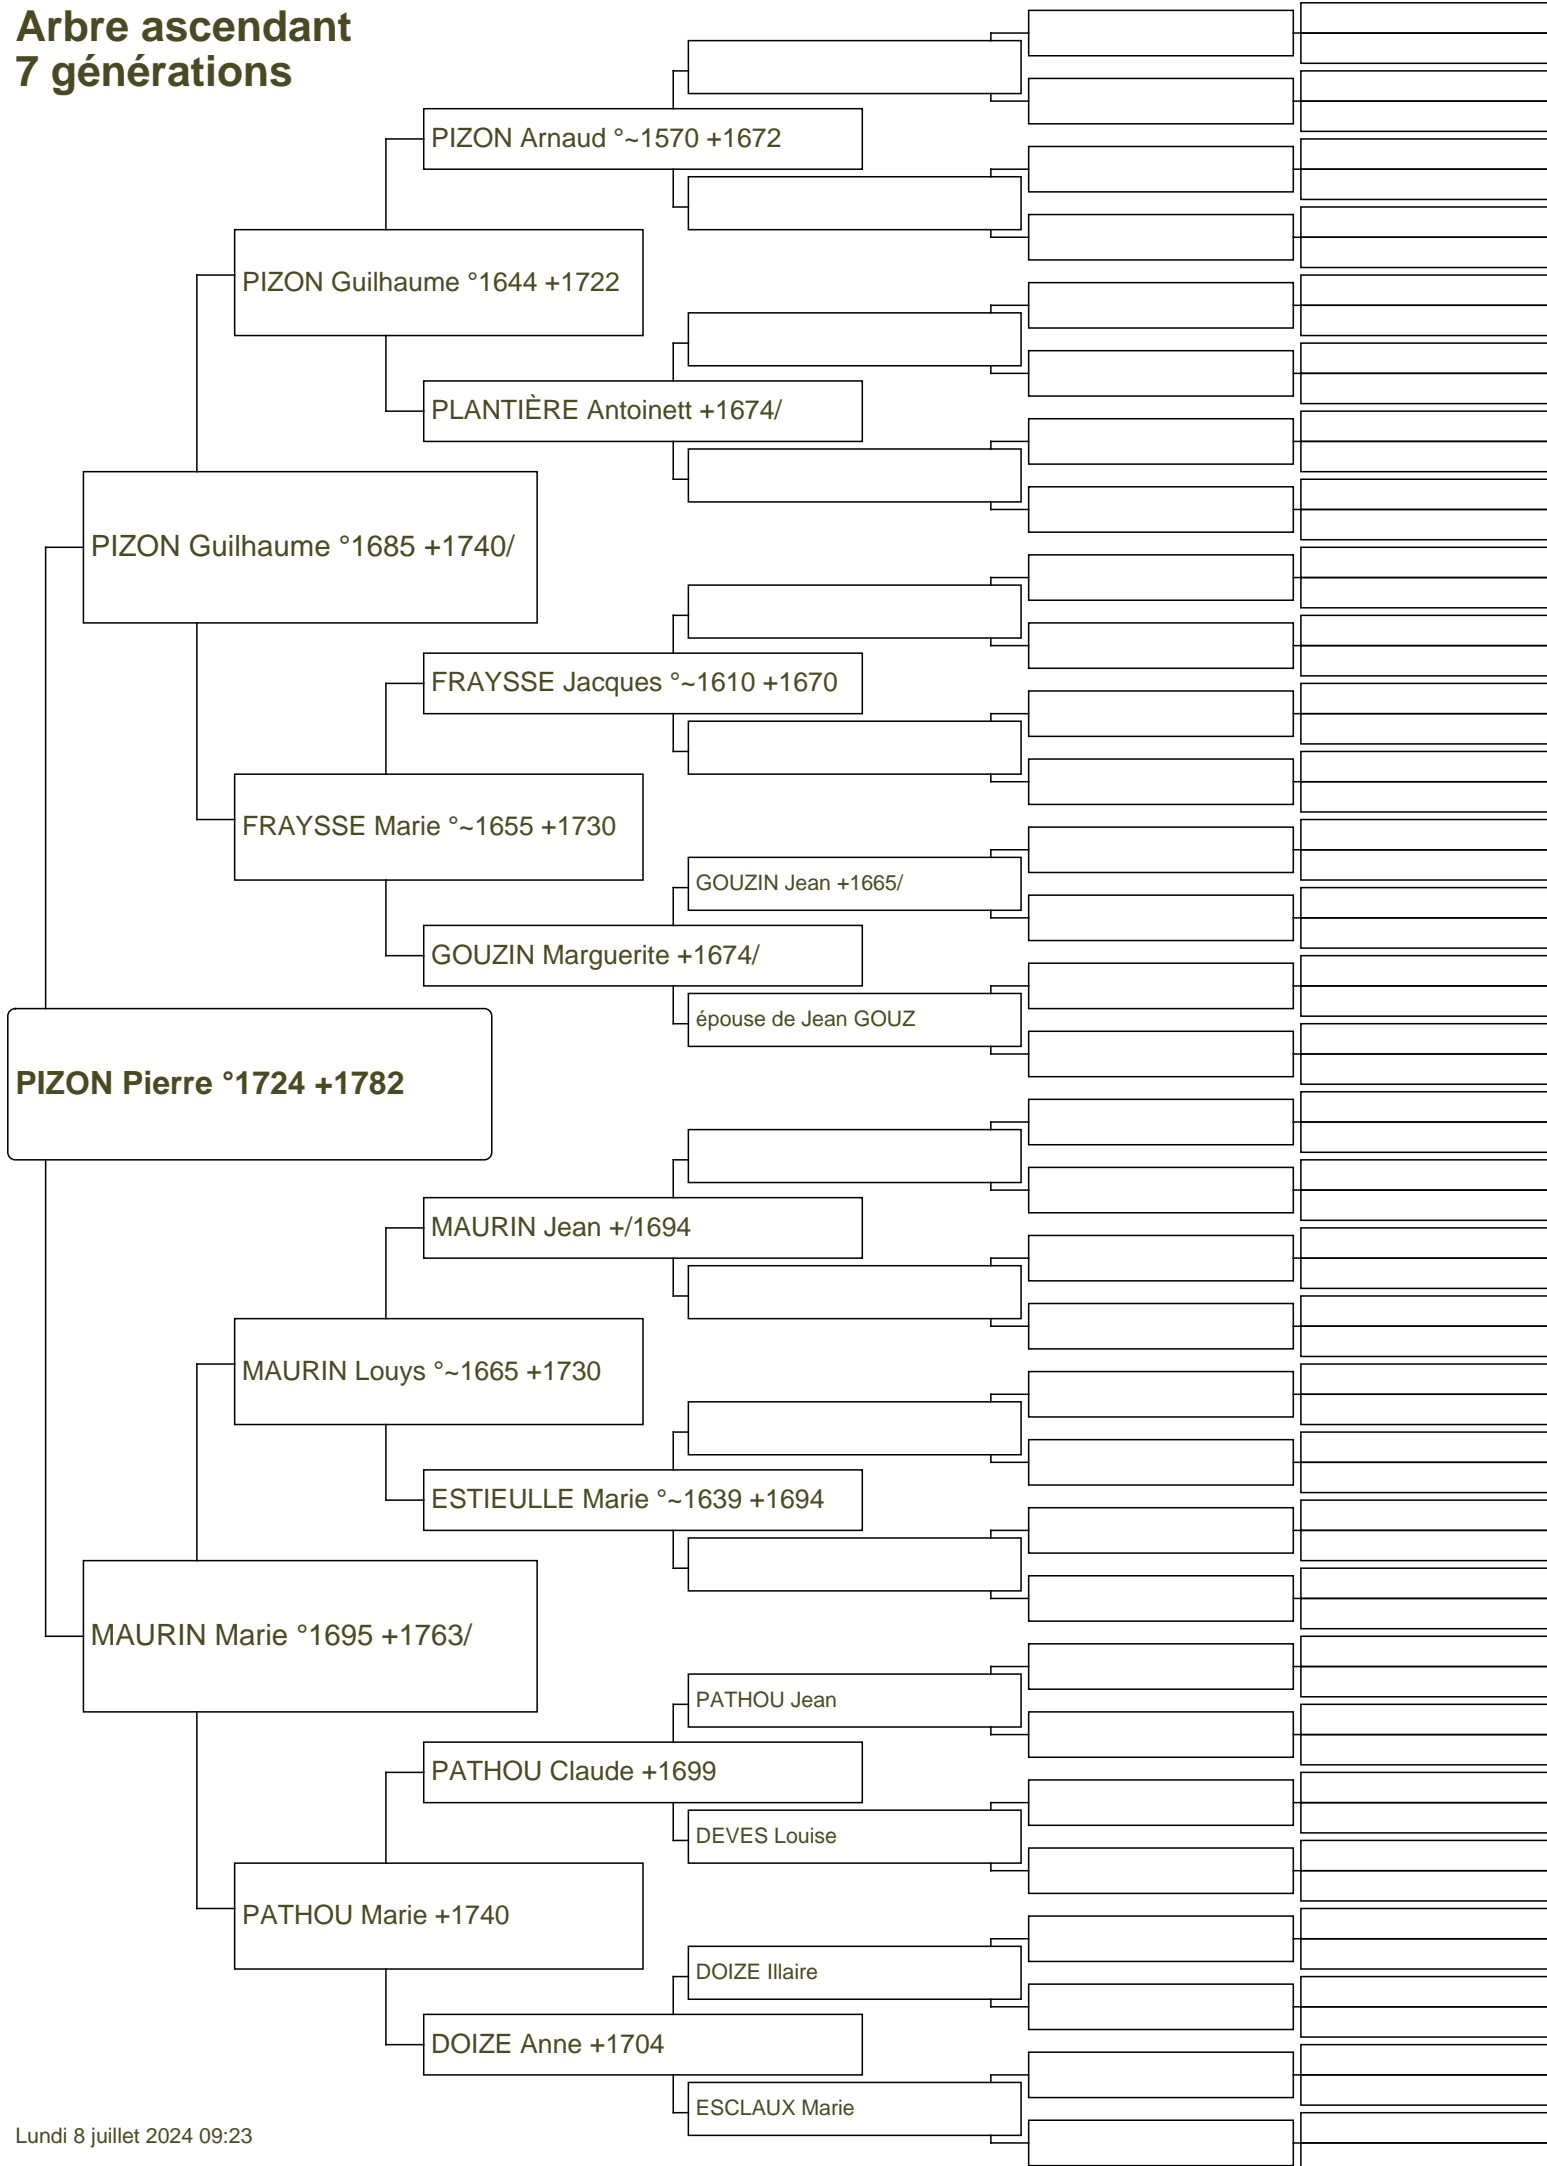 Arbre ascendant
7 générations
PIZON Arnaud °~1570 +1672
PIZON Guilhaume °1644 +1722
PLANTIÈRE Antoinett +1674/
PIZON Guilhaume °1685 +1740/
FRAYSSE Jacques °~1610 +1670
FRAYSSE Marie °~1655 +1730
GOUZIN Jean +1665/
GOUZIN Marguerite +1674/
épouse de Jean GOUZ
PIZON Pierre °1724 +1782
MAURIN Jean +/1694
MAURIN Louys °~1665 +1730
ESTIEULLE Marie °~1639 +1694
MAURIN Marie °1695 +1763/
PATHOU Jean
PATHOU Claude +1699
DEVES Louise
PATHOU Marie +1740
DOIZE Illaire
DOIZE Anne +1704
ESCLAUX Marie
Lundi 8 juillet 2024 09:23